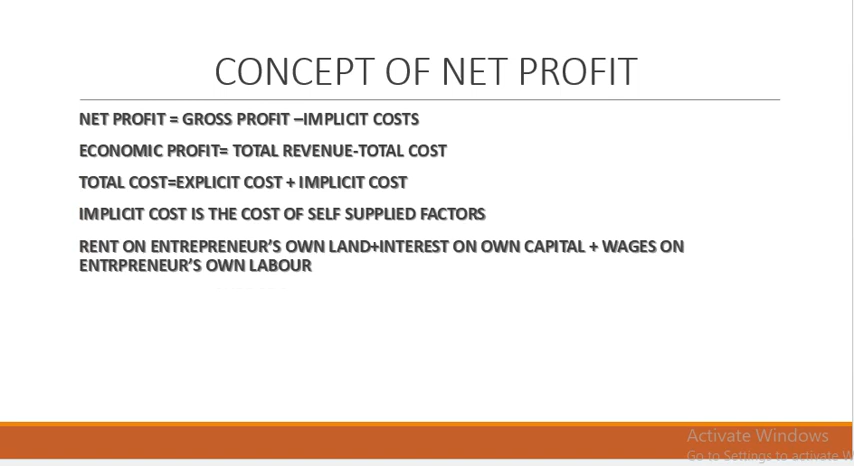 CONCEPT OF NET PROFIT
NET PROFIT = GROSS PROFIT –IMPLICIT COSTS
ECONOMIC PROFIT= TOTAL REVENUE-TOTAL COST
TOTAL COST=EXPLICIT COST + IMPLICIT COST
IMPLICIT COST IS THE COST OF SELF SUPPLIED FACTORS
RENT ON ENTREPRENEUR’S OWN LAND+INTEREST ON OWN CAPITAL + WAGES ON
ENTRPRENEUR’S OWN LABOUR
Activate Windows
Go to Settings to activate W